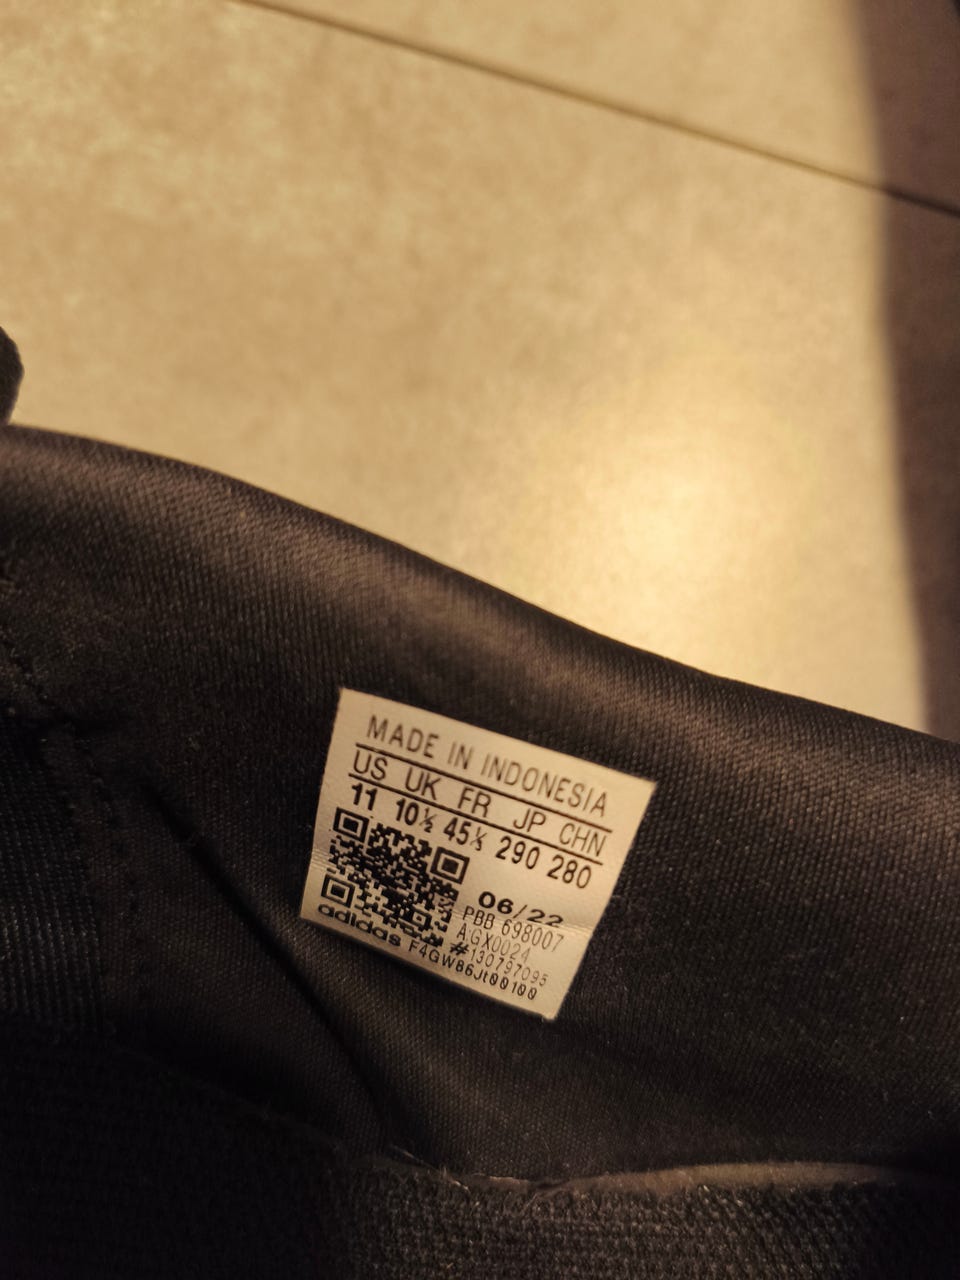 MADE IN INDONESIA
US UK FR JP CHN
11 10½ 45⅓ 290 280
06/22
PBB 698007
AGX0024
#130797095
adidas F4GW86Jt00100